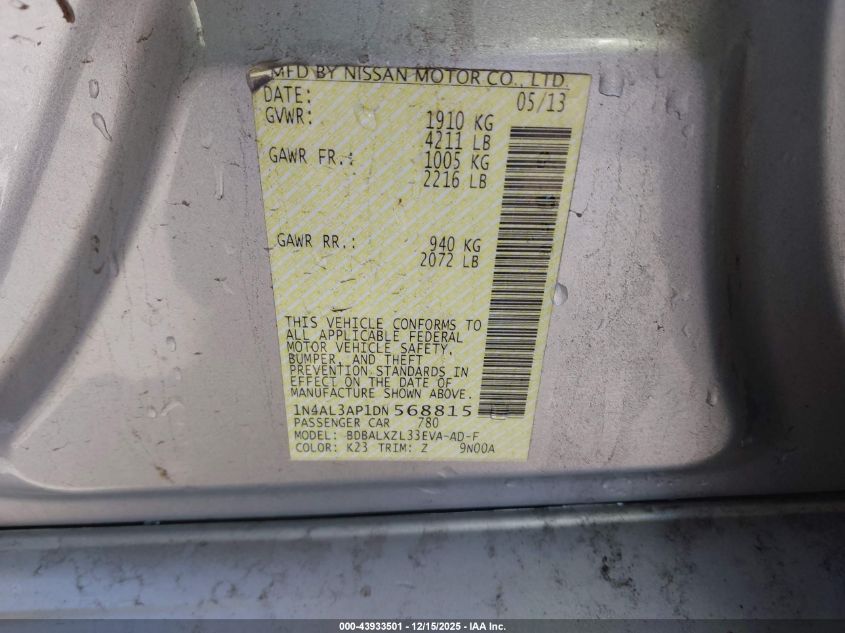 MFD BY NISSAN MOTOR CO., LTD.
DATE: 05/13
GVWR: 1910 KG
4211 LB
GAWR FR.: 1005 KG
2216 LB
GAWR RR.: 940 KG
2072 LB
THIS VEHICLE CONFORMS TO
ALL APPLICABLE FEDERAL
MOTOR VEHICLE SAFETY,
BUMPER, AND THEFT
PREVENTION STANDARDS IN
EFFECT ON THE DATE OF
MANUFACTURE SHOWN ABOVE.
1N4AL3AP1DN568815
PASSENGER CAR 780
MODEL: BDBALXZL33EVA-AD-F
COLOR: K23 TRIM: Z 9N00A
000-43933501 - 12/15/2025 - IAA Inc.